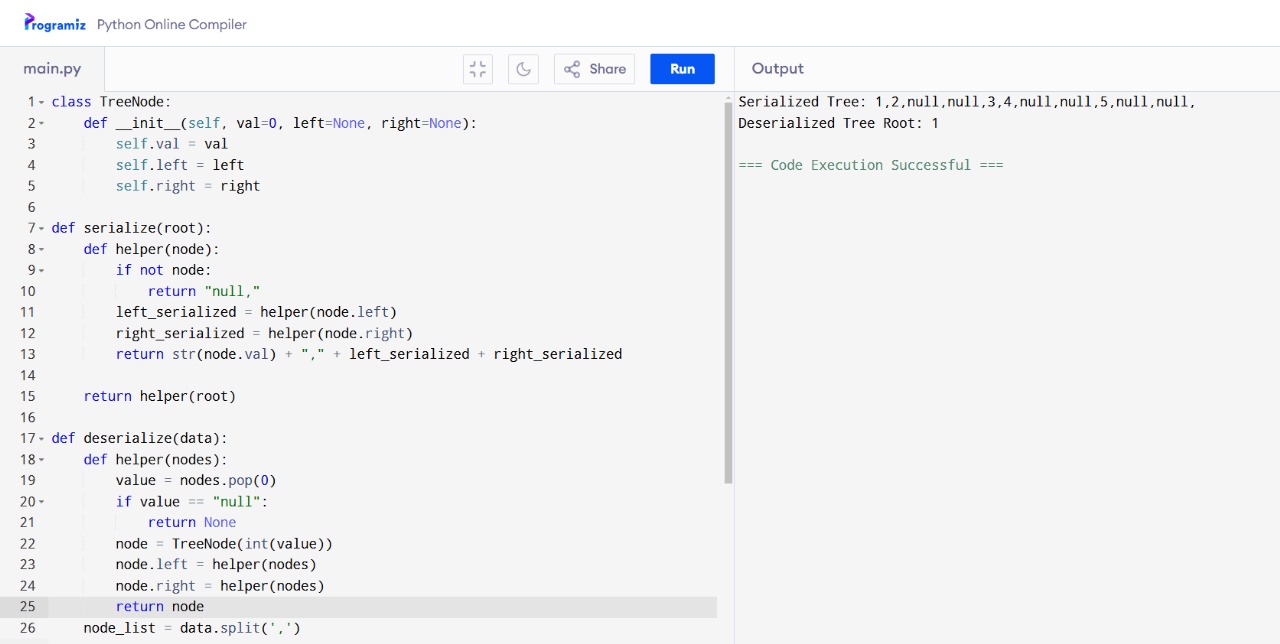 Programiz Python Online Compiler
main.py Share Run Output
1 class TreeNode:
2     def __init__(self, val=0, left=None, right=None):
3         self.val = val
4         self.left = left
5         self.right = right
6
7 def serialize(root):
8     def helper(node):
9         if not node:
10             return "null,"
11         left_serialized = helper(node.left)
12         right_serialized = helper(node.right)
13         return str(node.val) + "," + left_serialized + right_serialized
14
15     return helper(root)
16
17 def deserialize(data):
18     def helper(nodes):
19         value = nodes.pop(0)
20         if value == "null":
21             return None
22         node = TreeNode(int(value))
23         node.left = helper(nodes)
24         node.right = helper(nodes)
25         return node
26     node_list = data.split(',')
Serialized Tree: 1,2,null,null,3,4,null,null,5,null,null,
Deserialized Tree Root: 1
=== Code Execution Successful ===